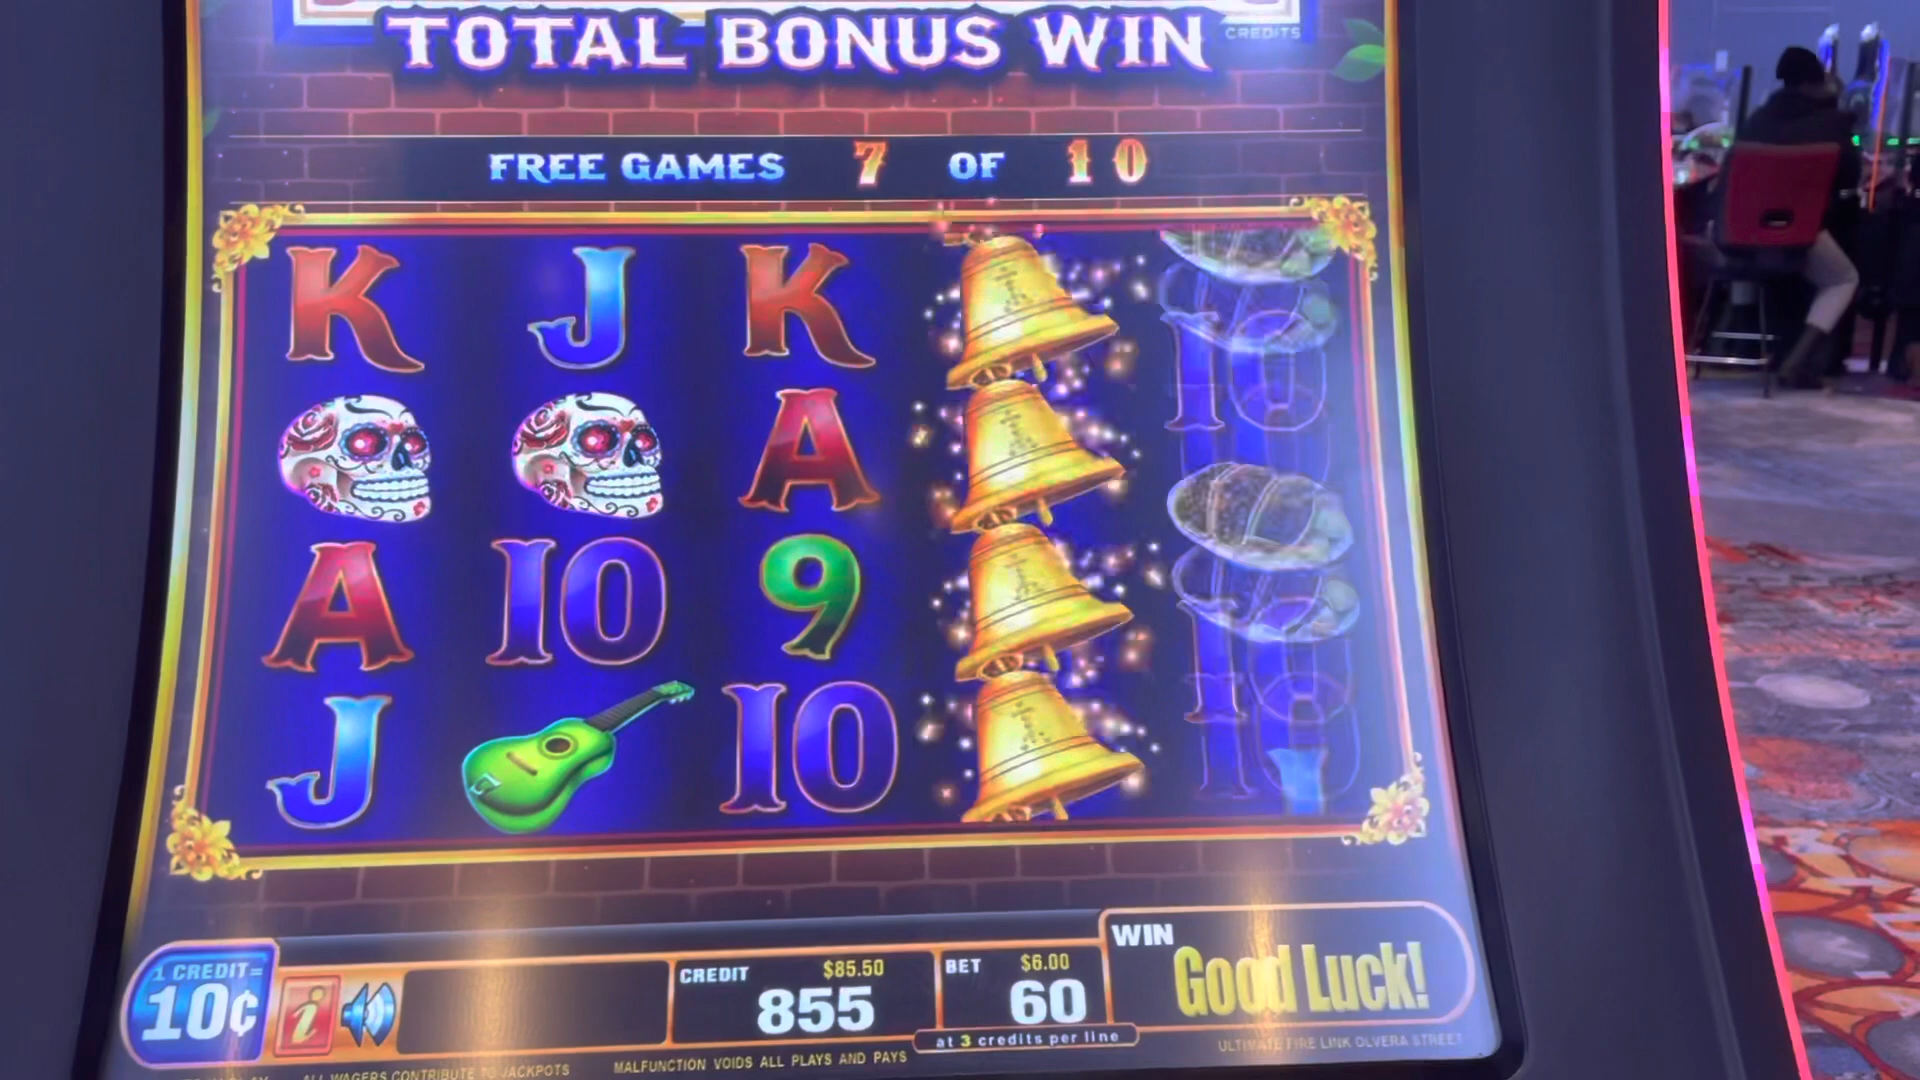 CREDITS
TOTAL BONUS WIN
FREE GAMES 7 OF 10
K J K
10
A
A 10 9
10
J 10
1 CREDIT=
10¢
i
CREDIT $85.50
855
BET $6.00
60
at 3 credits per line
WIN
Good Luck!
ALL WAGERS CONTRIBUTE TO JACKPOTS
MALFUNCTION VOIDS ALL PLAYS AND PAYS
ULTIMATE FIRE LINK OLVERA STREET